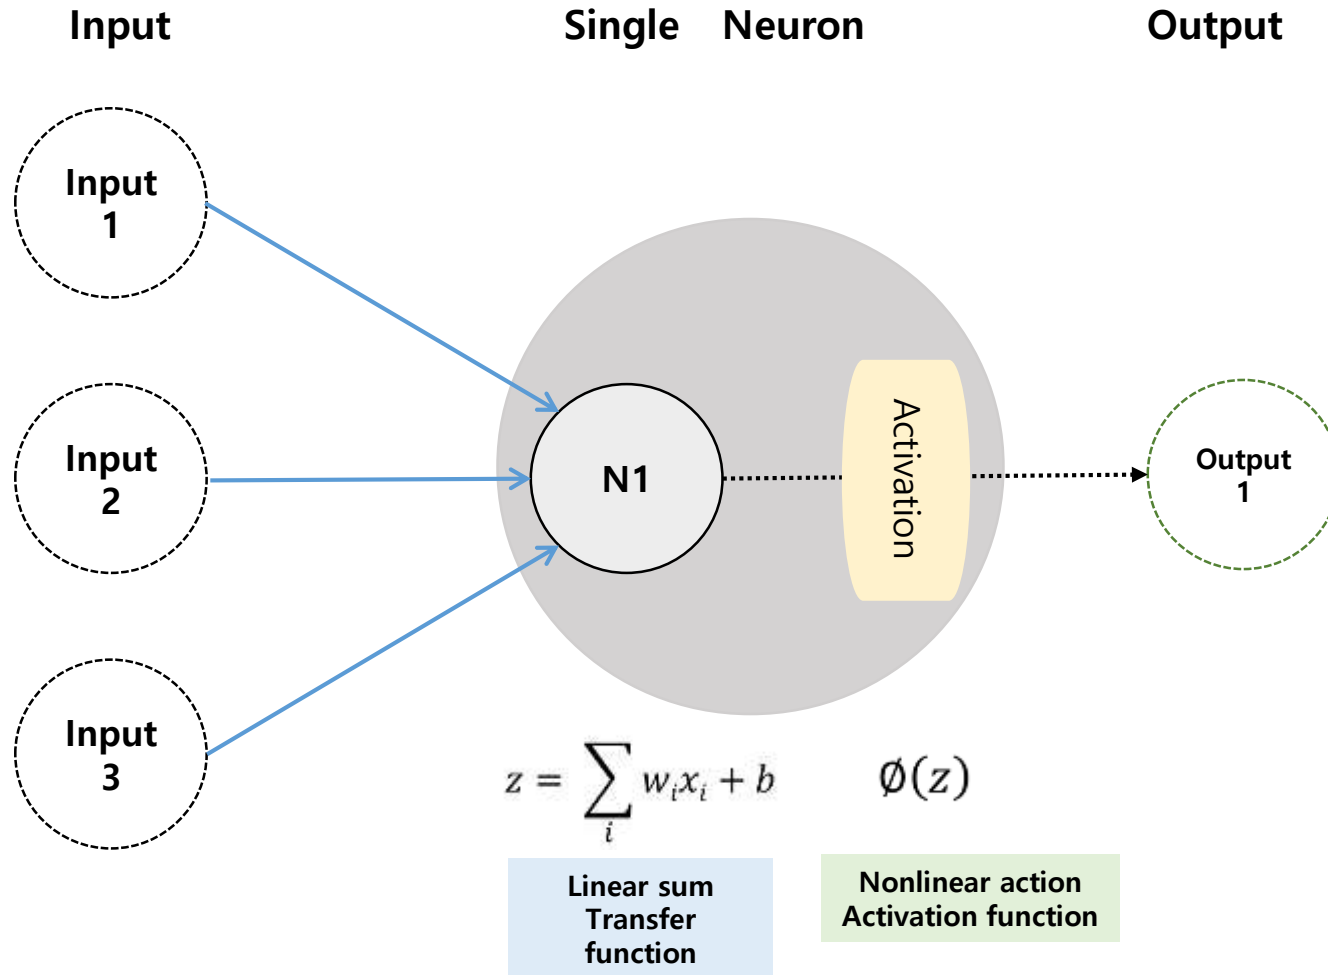 Input
Single Neuron
Output
Input
1
Input
2
Input
3
N1
Activation
Output
1
z = ∑ᵢ wᵢxᵢ + b
∅(z)
Linear sum
Transfer
function
Nonlinear action
Activation function